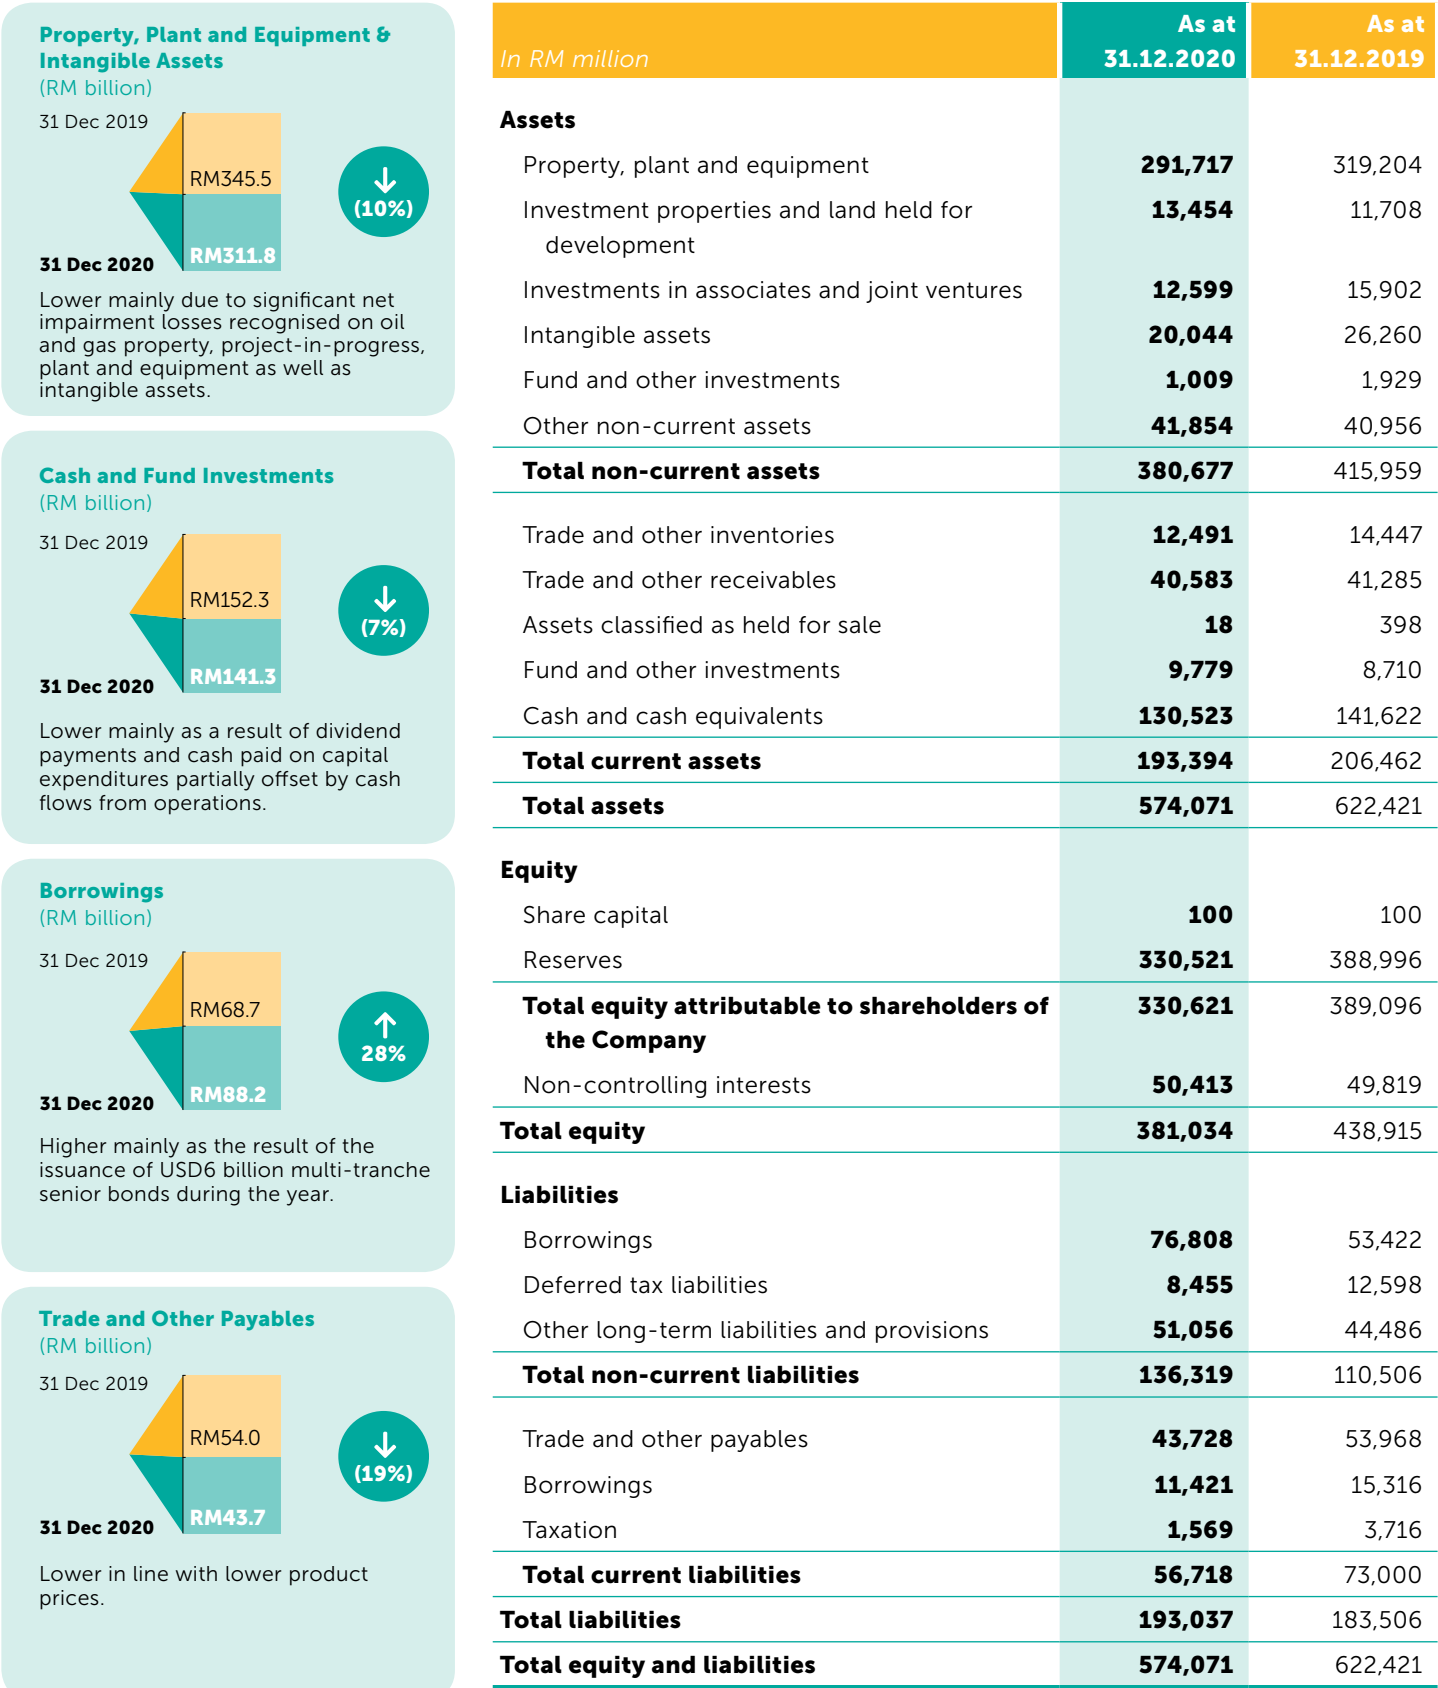 Property, Plant and Equipment &
Intangible Assets
(RM billion)
31 Dec 2019
RM345.5
(10%)
RM311.8
31 Dec 2020
Lower mainly due to significant net
impairment losses recognised on oil
and gas property, project-in-progress,
plant and equipment as well as
intangible assets.
Cash and Fund Investments
(RM billion)
31 Dec 2019
RM152.3
(7%)
RM141.3
31 Dec 2020
Lower mainly as a result of dividend
payments and cash paid on capital
expenditures partially offset by cash
flows from operations.
Borrowings
(RM billion)
31 Dec 2019
RM68.7
28%
RM88.2
31 Dec 2020
Higher mainly as the result of the
issuance of USD6 billion multi-tranche
senior bonds during the year.
Trade and Other Payables
(RM billion)
31 Dec 2019
RM54.0
(19%)
RM43.7
31 Dec 2020
Lower in line with lower product
prices.
As at As at
In RM million 31.12.2020 31.12.2019
Assets
Property, plant and equipment 291,717 319,204
Investment properties and land held for 13,454 11,708
development
Investments in associates and joint ventures 12,599 15,902
Intangible assets 20,044 26,260
Fund and other investments 1,009 1,929
Other non-current assets 41,854 40,956
Total non-current assets 380,677 415,959
Trade and other inventories 12,491 14,447
Trade and other receivables 40,583 41,285
Assets classified as held for sale 18 398
Fund and other investments 9,779 8,710
Cash and cash equivalents 130,523 141,622
Total current assets 193,394 206,462
Total assets 574,071 622,421
Equity
Share capital 100 100
Reserves 330,521 388,996
Total equity attributable to shareholders of 330,621 389,096
the Company
Non-controlling interests 50,413 49,819
Total equity 381,034 438,915
Liabilities
Borrowings 76,808 53,422
Deferred tax liabilities 8,455 12,598
Other long-term liabilities and provisions 51,056 44,486
Total non-current liabilities 136,319 110,506
Trade and other payables 43,728 53,968
Borrowings 11,421 15,316
Taxation 1,569 3,716
Total current liabilities 56,718 73,000
Total liabilities 193,037 183,506
Total equity and liabilities 574,071 622,421